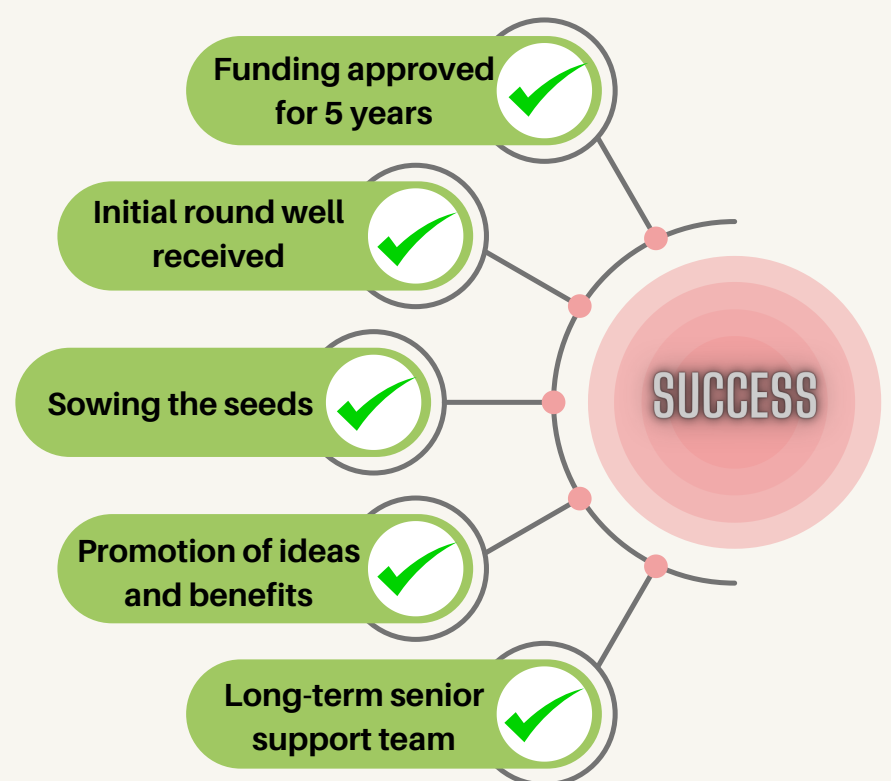 Funding approved
for 5 years
Initial round well
received
Sowing the seeds
SUCCESS
Promotion of ideas
and benefits
Long-term senior
support team